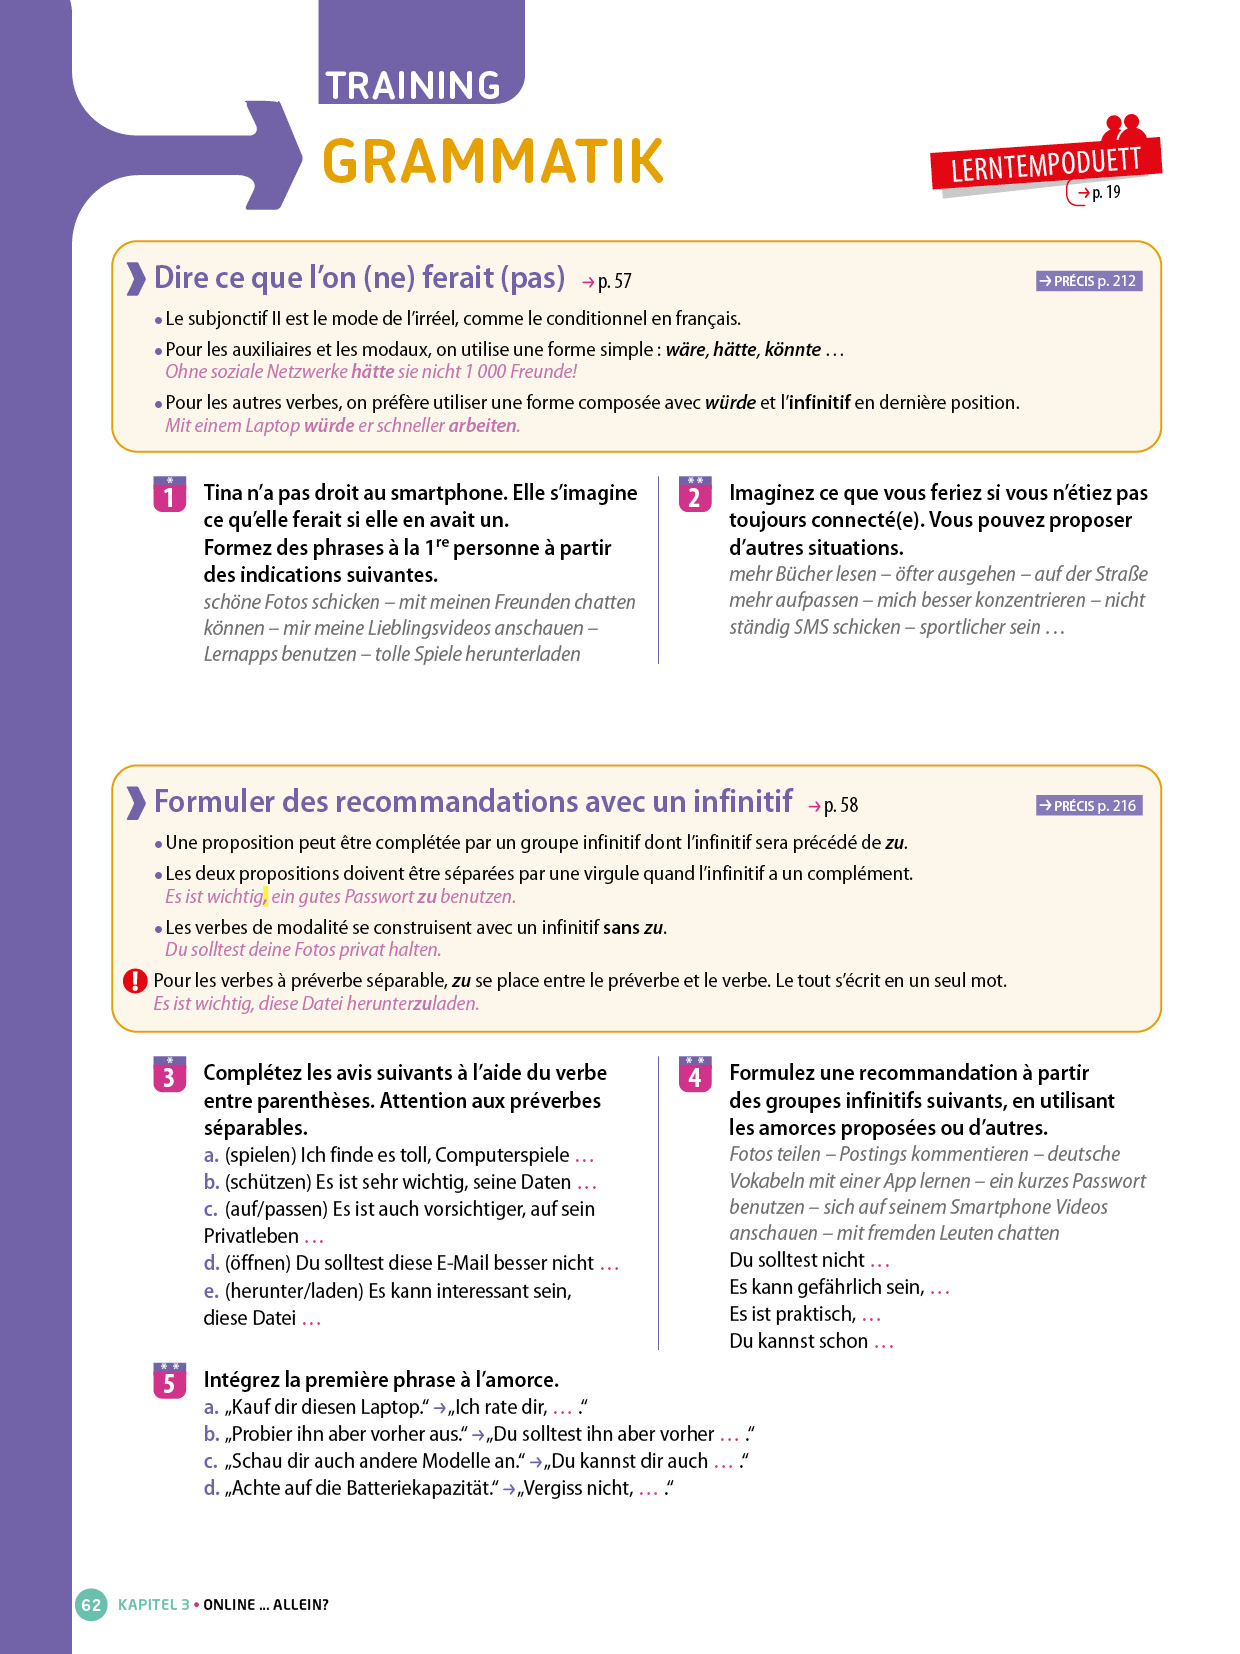 TRAINING
GRAMMATIK
LERNTEMPODUETT
→ p. 19
Dire ce que l'on (ne) ferait (pas) → p. 57
→ PRÉCIS p. 212
• Le subjonctif II est le mode de l'irréel, comme le conditionnel en français.
• Pour les auxiliaires et les modaux, on utilise une forme simple : wäre, hätte, könnte …
Ohne soziale Netzwerke hätte sie nicht 1 000 Freunde!
• Pour les autres verbes, on préfère utiliser une forme composée avec würde et l'infinitif en dernière position.
Mit einem Laptop würde er schneller arbeiten.
*
1 Tina n'a pas droit au smartphone. Elle s'imagine
ce qu'elle ferait si elle en avait un.
Formez des phrases à la 1re personne à partir
des indications suivantes.
schöne Fotos schicken – mit meinen Freunden chatten
können – mir meine Lieblingsvideos anschauen –
Lernapps benutzen – tolle Spiele herunterladen
**
2 Imaginez ce que vous feriez si vous n'étiez pas
toujours connecté(e). Vous pouvez proposer
d'autres situations.
mehr Bücher lesen – öfter ausgehen – auf der Straße
mehr aufpassen – mich besser konzentrieren – nicht
ständig SMS schicken – sportlicher sein …
Formuler des recommandations avec un infinitif → p. 58
→ PRÉCIS p. 216
• Une proposition peut être complétée par un groupe infinitif dont l'infinitif sera précédé de zu.
• Les deux propositions doivent être séparées par une virgule quand l'infinitif a un complément.
Es ist wichtig, ein gutes Passwort zu benutzen.
• Les verbes de modalité se construisent avec un infinitif sans zu.
Du solltest deine Fotos privat halten.
! Pour les verbes à préverbe séparable, zu se place entre le préverbe et le verbe. Le tout s'écrit en un seul mot.
Es ist wichtig, diese Datei herunterzuladen.
*
3 Complétez les avis suivants à l'aide du verbe
entre parenthèses. Attention aux préverbes
séparables.
a. (spielen) Ich finde es toll, Computerspiele …
b. (schützen) Es ist sehr wichtig, seine Daten …
c. (auf/passen) Es ist auch vorsichtiger, auf sein
Privatleben …
d. (öffnen) Du solltest diese E-Mail besser nicht …
e. (herunter/laden) Es kann interessant sein,
diese Datei …
**
4 Formulez une recommandation à partir
des groupes infinitifs suivants, en utilisant
les amorces proposées ou d'autres.
Fotos teilen – Postings kommentieren – deutsche
Vokabeln mit einer App lernen – ein kurzes Passwort
benutzen – sich auf seinem Smartphone Videos
anschauen – mit fremden Leuten chatten
Du solltest nicht …
Es kann gefährlich sein, …
Es ist praktisch, …
Du kannst schon …
**
5 Intégrez la première phrase à l'amorce.
a. „Kauf dir diesen Laptop.“ → „Ich rate dir, … .“
b. „Probier ihn aber vorher aus.“ → „Du solltest ihn aber vorher … .“
c. „Schau dir auch andere Modelle an.“ → „Du kannst dir auch … .“
d. „Achte auf die Batteriekapazität.“ → „Vergiss nicht, … .“
62 KAPITEL 3 • ONLINE ... ALLEIN?